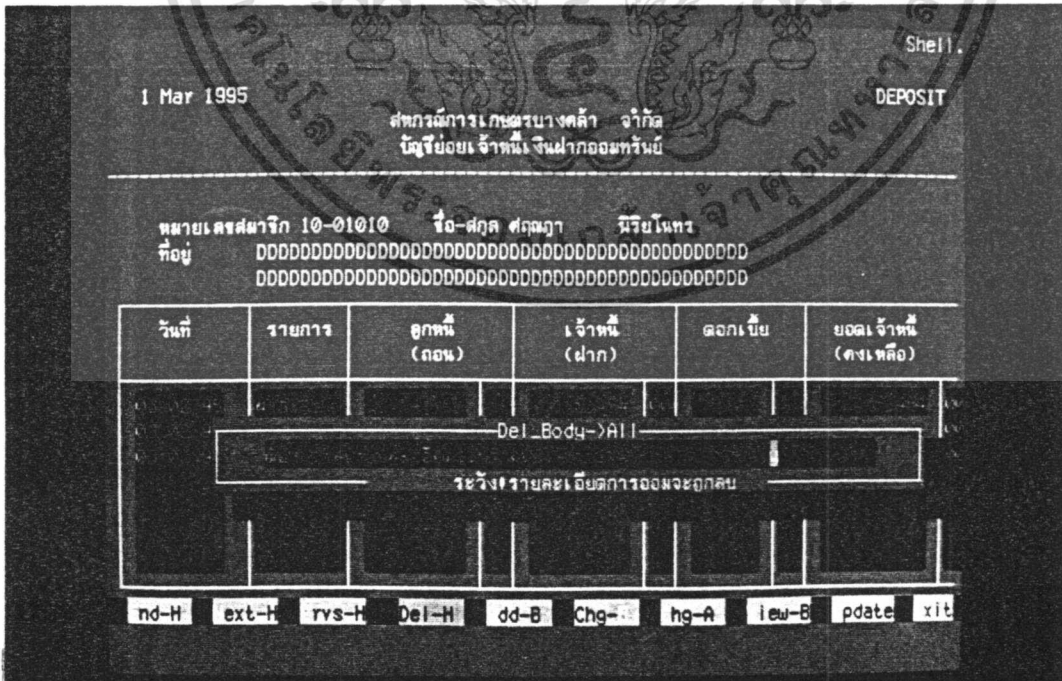 Shell.
1 Mar 1995 DEPOSIT
สหกรณ์การเกษตรบางคล้า จำกัด
บัญชีย่อยเจ้าหนี้เงินฝากออมทรัพย์
หมายเลขสมาชิก 10-01010 ชื่อ-สกุล ศฤฌฎา นิริยโนทร
ที่อยู่ DDDDDDDDDDDDDDDDDDDDDDDDDDDDDDDDDDDDDDDDDDDDD
DDDDDDDDDDDDDDDDDDDDDDDDDDDDDDDDDDDDDDDDDDDDD
วันที่ รายการ ลูกหนี้ เจ้าหนี้ ดอกเบี้ย ยอดเจ้าหนี้
(ถอน) (ฝาก) (คงเหลือ)
Del_Body->All
ระวัง!รายละเอียดการออมจะถูกลบ
nd-H ext-H rvs-H Del-H dd-B Chg- hg-A iew-B pdate xit